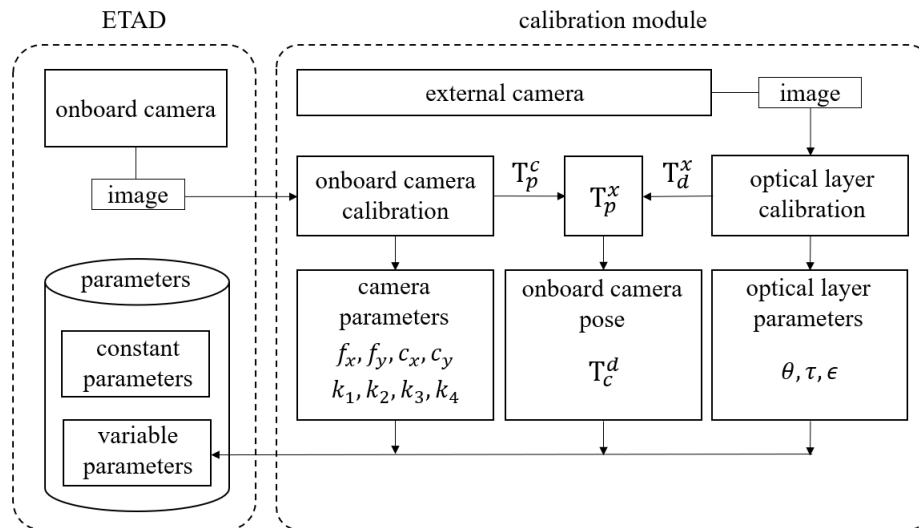 ETAD
calibration module
onboard camera
image
external camera
image
onboard camera
calibration
T_p^c
T_p^x
T_d^x
optical layer
calibration
parameters
constant
parameters
variable
parameters
camera
parameters
f_x, f_y, c_x, c_y
k_1, k_2, k_3, k_4
onboard camera
pose
T_c^d
optical layer
parameters
θ, τ, ϵ